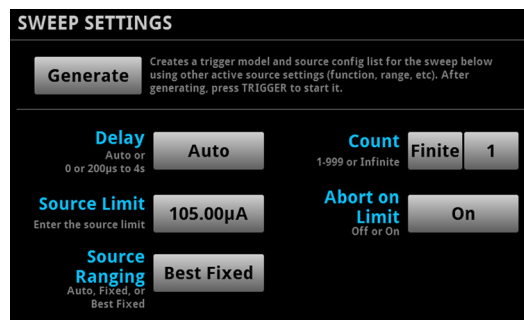 SWEEP SETTINGS
Generate
Creates a trigger model and source config list for the sweep below
using other active source settings (function, range, etc). After
generating, press TRIGGER to start it.
Delay
Auto or
0 or 200µs to 4s
Auto
Count
1-999 or Infinite
Finite
1
Source Limit
Enter the source limit
105.00µA
Abort on
Limit
Off or On
On
Source
Ranging
Auto, Fixed, or
Best Fixed
Best Fixed